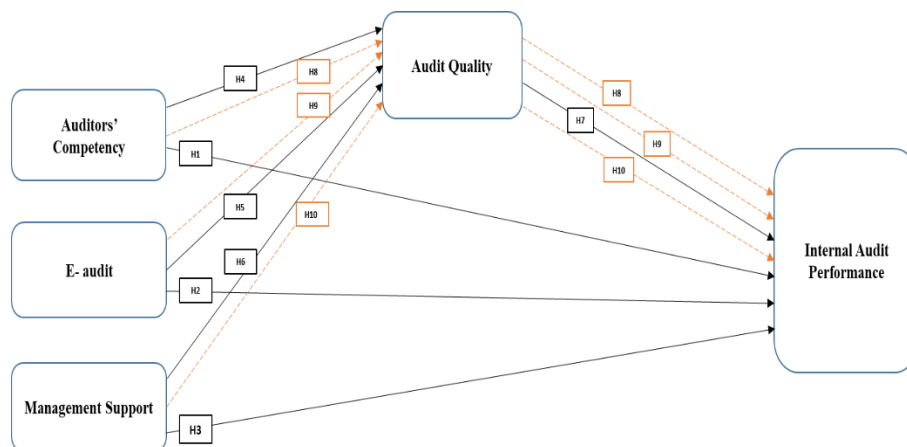 Audit Quality
H4
H8
H9
Auditors'
Competency
H1
H5
H10
H6
E- audit
H2
Management Support
H3
H8
H7
H9
H10
Internal Audit
Performance